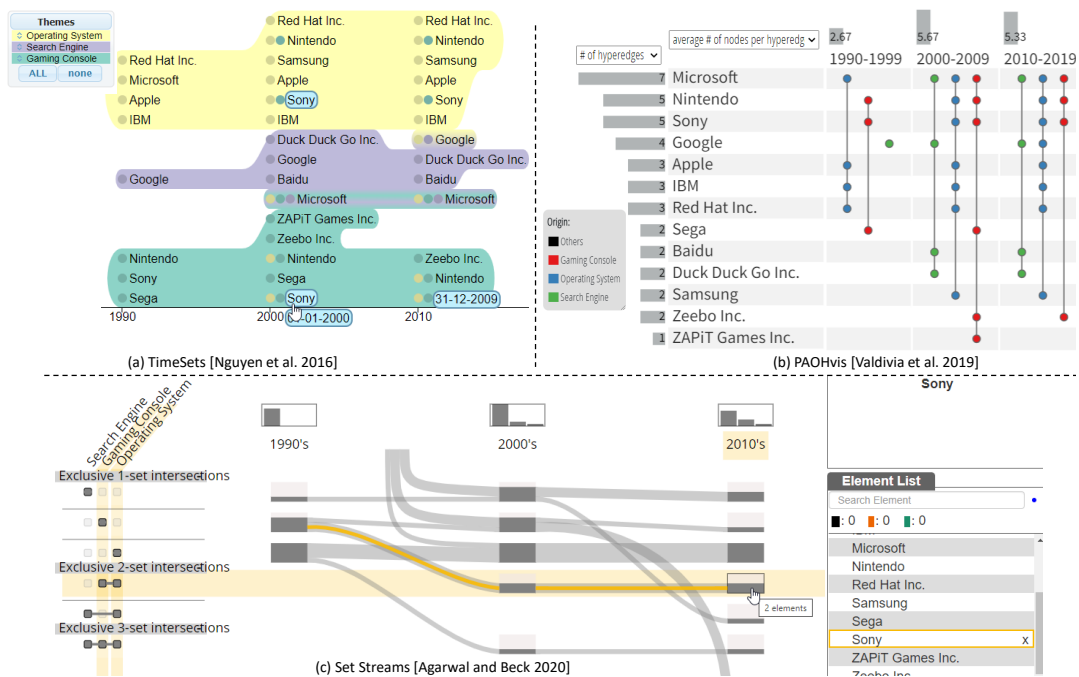 Themes
Operating System
Search Engine
Gaming Console
ALL none
Red Hat Inc. Red Hat Inc.
Nintendo Nintendo
Red Hat Inc. Samsung Samsung
Microsoft Apple Apple
Apple Sony Sony
IBM IBM IBM
Duck Duck Go Inc. Google
Google Duck Duck Go Inc.
Google Baidu Baidu
Microsoft Microsoft
ZAPiT Games Inc.
Zeebo Inc.
Nintendo Nintendo Zeebo Inc.
Sony Sega Nintendo
Sega Sony 31-12-2009
1990 2000 -01-2000 2010
(a) TimeSets [Nguyen et al. 2016]
# of hyperedges
average # of nodes per hyperedg
2.67 5.67 5.33
1990-1999 2000-2009 2010-2019
7 Microsoft
5 Nintendo
5 Sony
4 Google
3 Apple
3 IBM
3 Red Hat Inc.
2 Sega
2 Baidu
2 Duck Duck Go Inc.
2 Samsung
2 Zeebo Inc.
1 ZAPiT Games Inc.
Origin:
Others
Gaming Console
Operating System
Search Engine
(b) PAOHvis [Valdivia et al. 2019]
Search Engine
Gaming Console
Operating System
1990's 2000's 2010's
Exclusive 1-set intersections
Exclusive 2-set intersections
Exclusive 3-set intersections
2 elements
(c) Set Streams [Agarwal and Beck 2020]
Sony
Element List
Search Element
: 0 : 0 : 0
Microsoft
Nintendo
Red Hat Inc.
Samsung
Sega
Sony x
ZAPiT Games Inc.
Zeebo Inc.